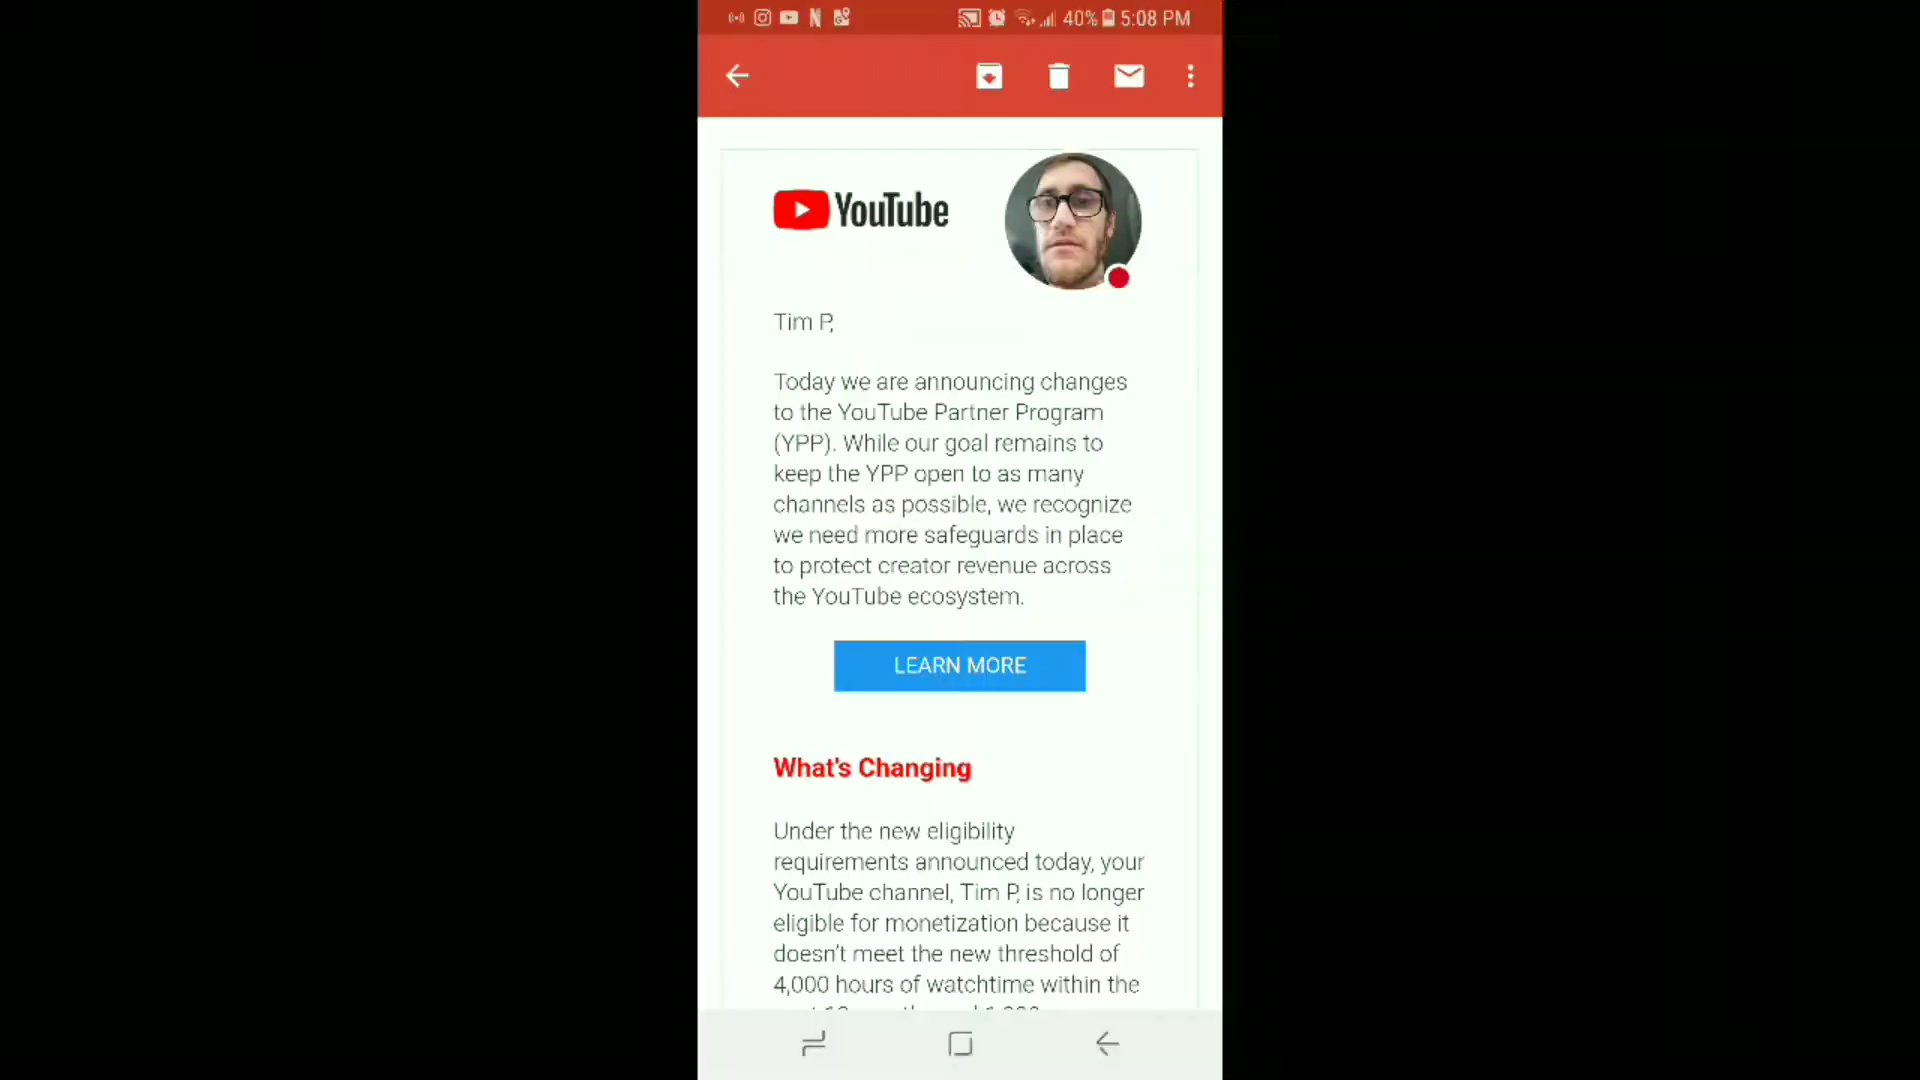 40% 5:08 PM
YouTube
Tim P,
Today we are announcing changes
to the YouTube Partner Program
(YPP). While our goal remains to
keep the YPP open to as many
channels as possible, we recognize
we need more safeguards in place
to protect creator revenue across
the YouTube ecosystem.
LEARN MORE
What's Changing
Under the new eligibility
requirements announced today, your
YouTube channel, Tim P, is no longer
eligible for monetization because it
doesn't meet the new threshold of
4,000 hours of watchtime within the